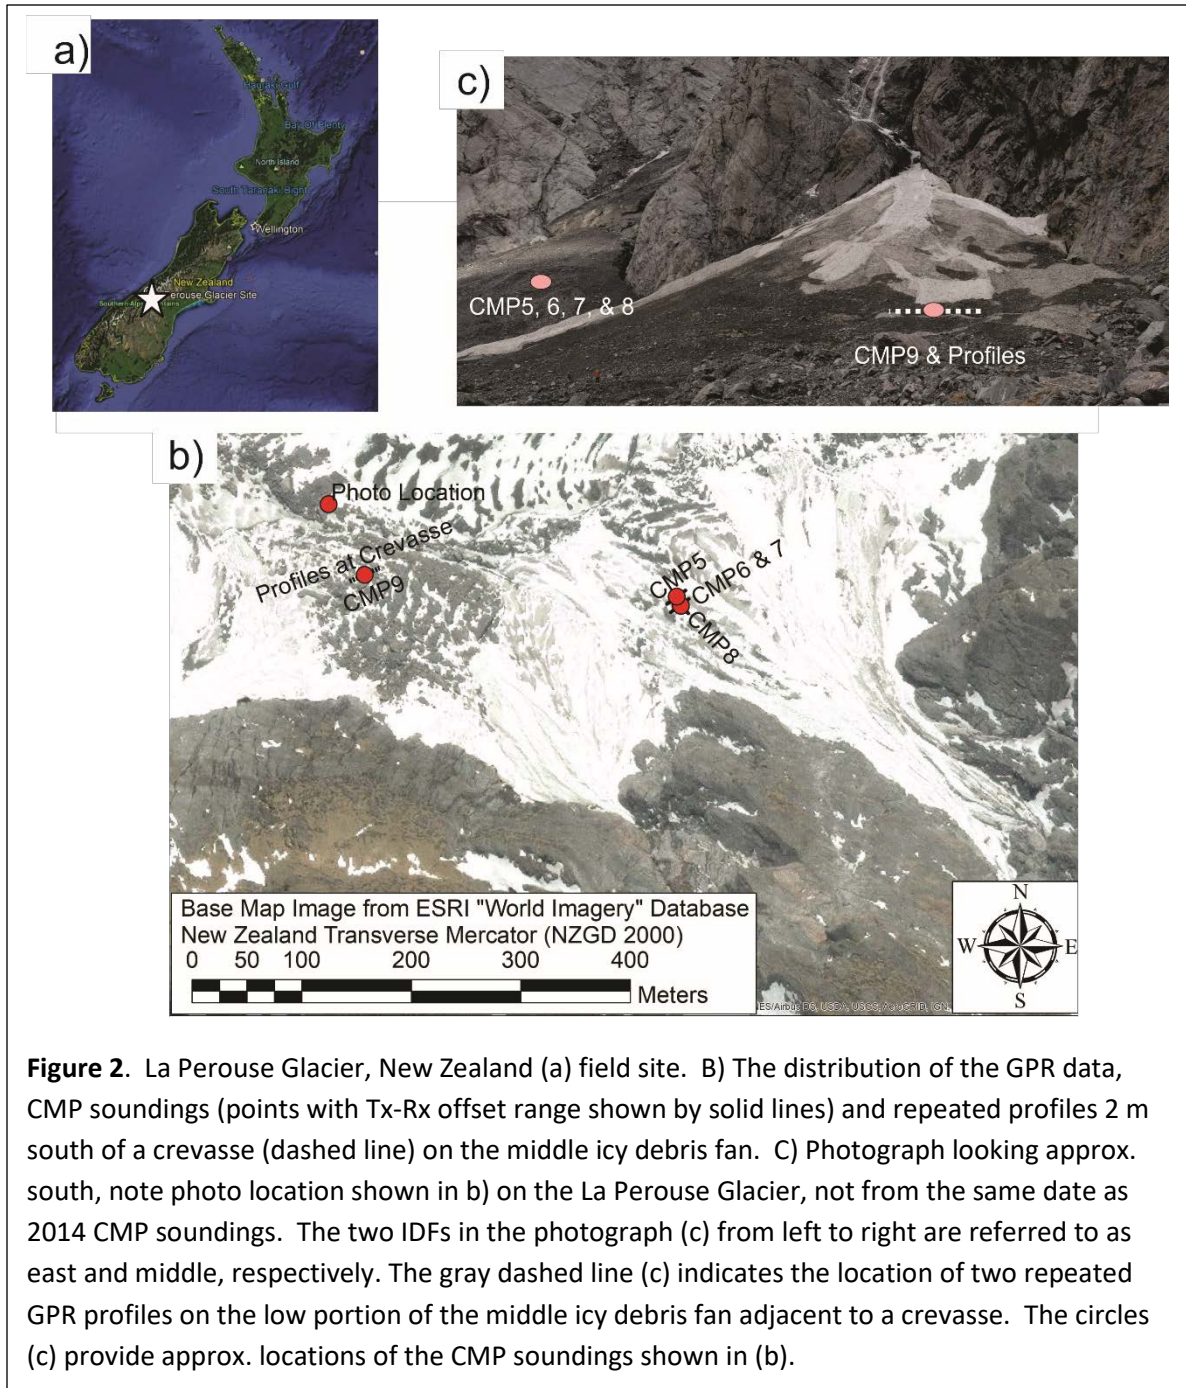 a)
Hauraki Gulf
Bay Of Plenty
North Island
South Taranaki Bight
Wellington
New Zealand
erouse Glacier Site
c)
CMP5, 6, 7, & 8
CMP9 & Profiles
b)
Photo Location
Profiles at Crevasse
CMP9
CMP5
CMP6 & 7
CMP8
Base Map Image from ESRI "World Imagery" Database
New Zealand Transverse Mercator (NZGD 2000)
0 50 100 200 300 400
Meters
N
W E
S
Figure 2. La Perouse Glacier, New Zealand (a) field site. B) The distribution of the GPR data,
CMP soundings (points with Tx-Rx offset range shown by solid lines) and repeated profiles 2 m
south of a crevasse (dashed line) on the middle icy debris fan. C) Photograph looking approx.
south, note photo location shown in b) on the La Perouse Glacier, not from the same date as
2014 CMP soundings. The two IDFs in the photograph (c) from left to right are referred to as
east and middle, respectively. The gray dashed line (c) indicates the location of two repeated
GPR profiles on the low portion of the middle icy debris fan adjacent to a crevasse. The circles
(c) provide approx. locations of the CMP soundings shown in (b).